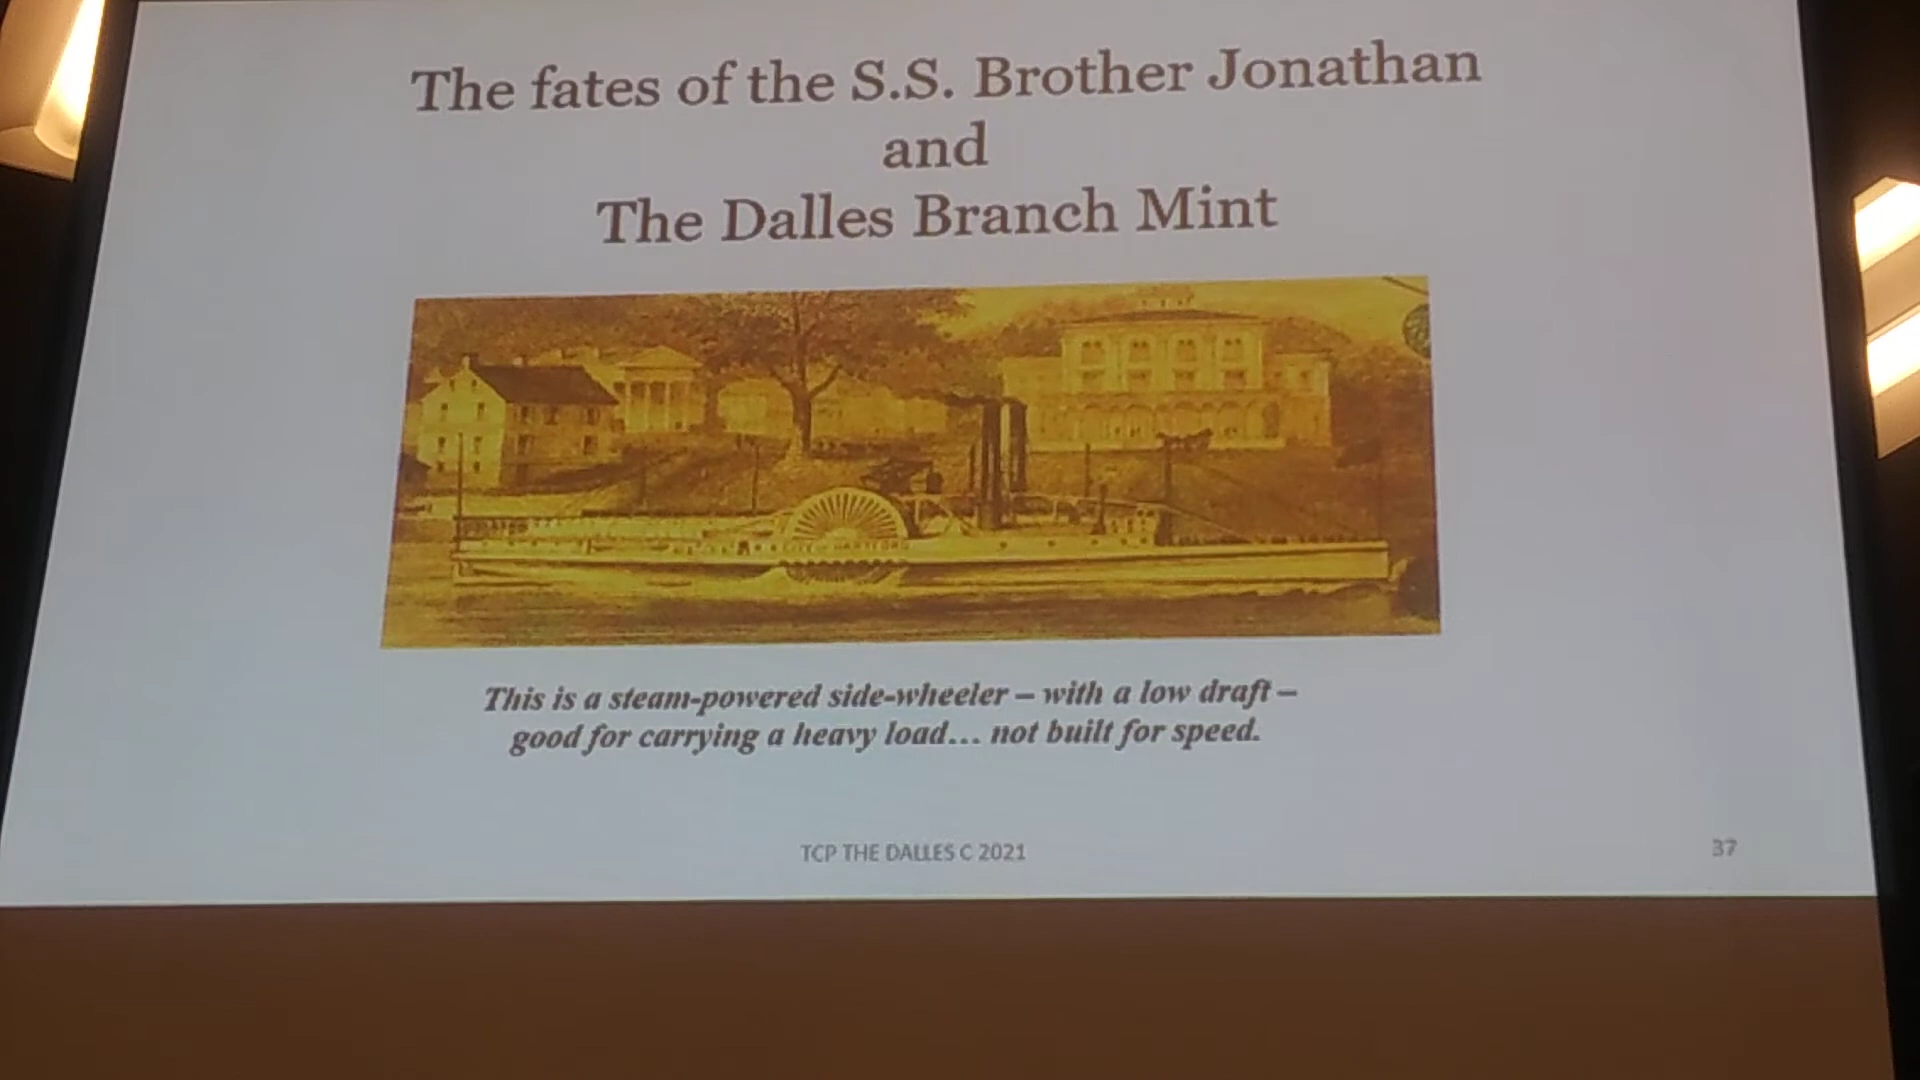 The fates of the S.S. Brother Jonathan
and
The Dalles Branch Mint
This is a steam-powered side-wheeler – with a low draft –
good for carrying a heavy load... not built for speed.
TCP THE DALLES C 2021
37